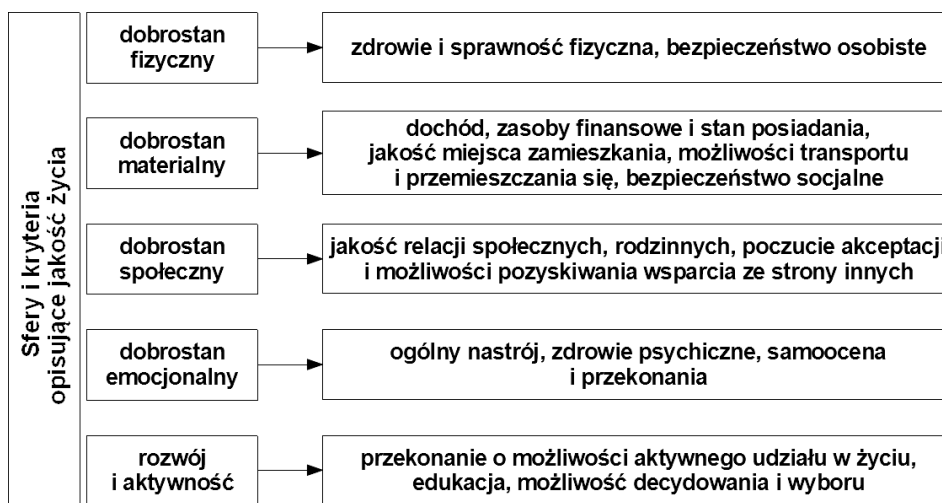 Sfery i kryteria
opisujące jakość życia
dobrostan
fizyczny
zdrowie i sprawność fizyczna, bezpieczeństwo osobiste
dobrostan
materialny
dochód, zasoby finansowe i stan posiadania,
jakość miejsca zamieszkania, możliwości transportu
i przemieszczania się, bezpieczeństwo socjalne
dobrostan
społeczny
jakość relacji społecznych, rodzinnych, poczucie akceptacji
i możliwości pozyskiwania wsparcia ze strony innych
dobrostan
emocjonalny
ogólny nastrój, zdrowie psychiczne, samoocena
i przekonania
rozwój
i aktywność
przekonanie o możliwości aktywnego udziału w życiu,
edukacja, możliwość decydowania i wyboru